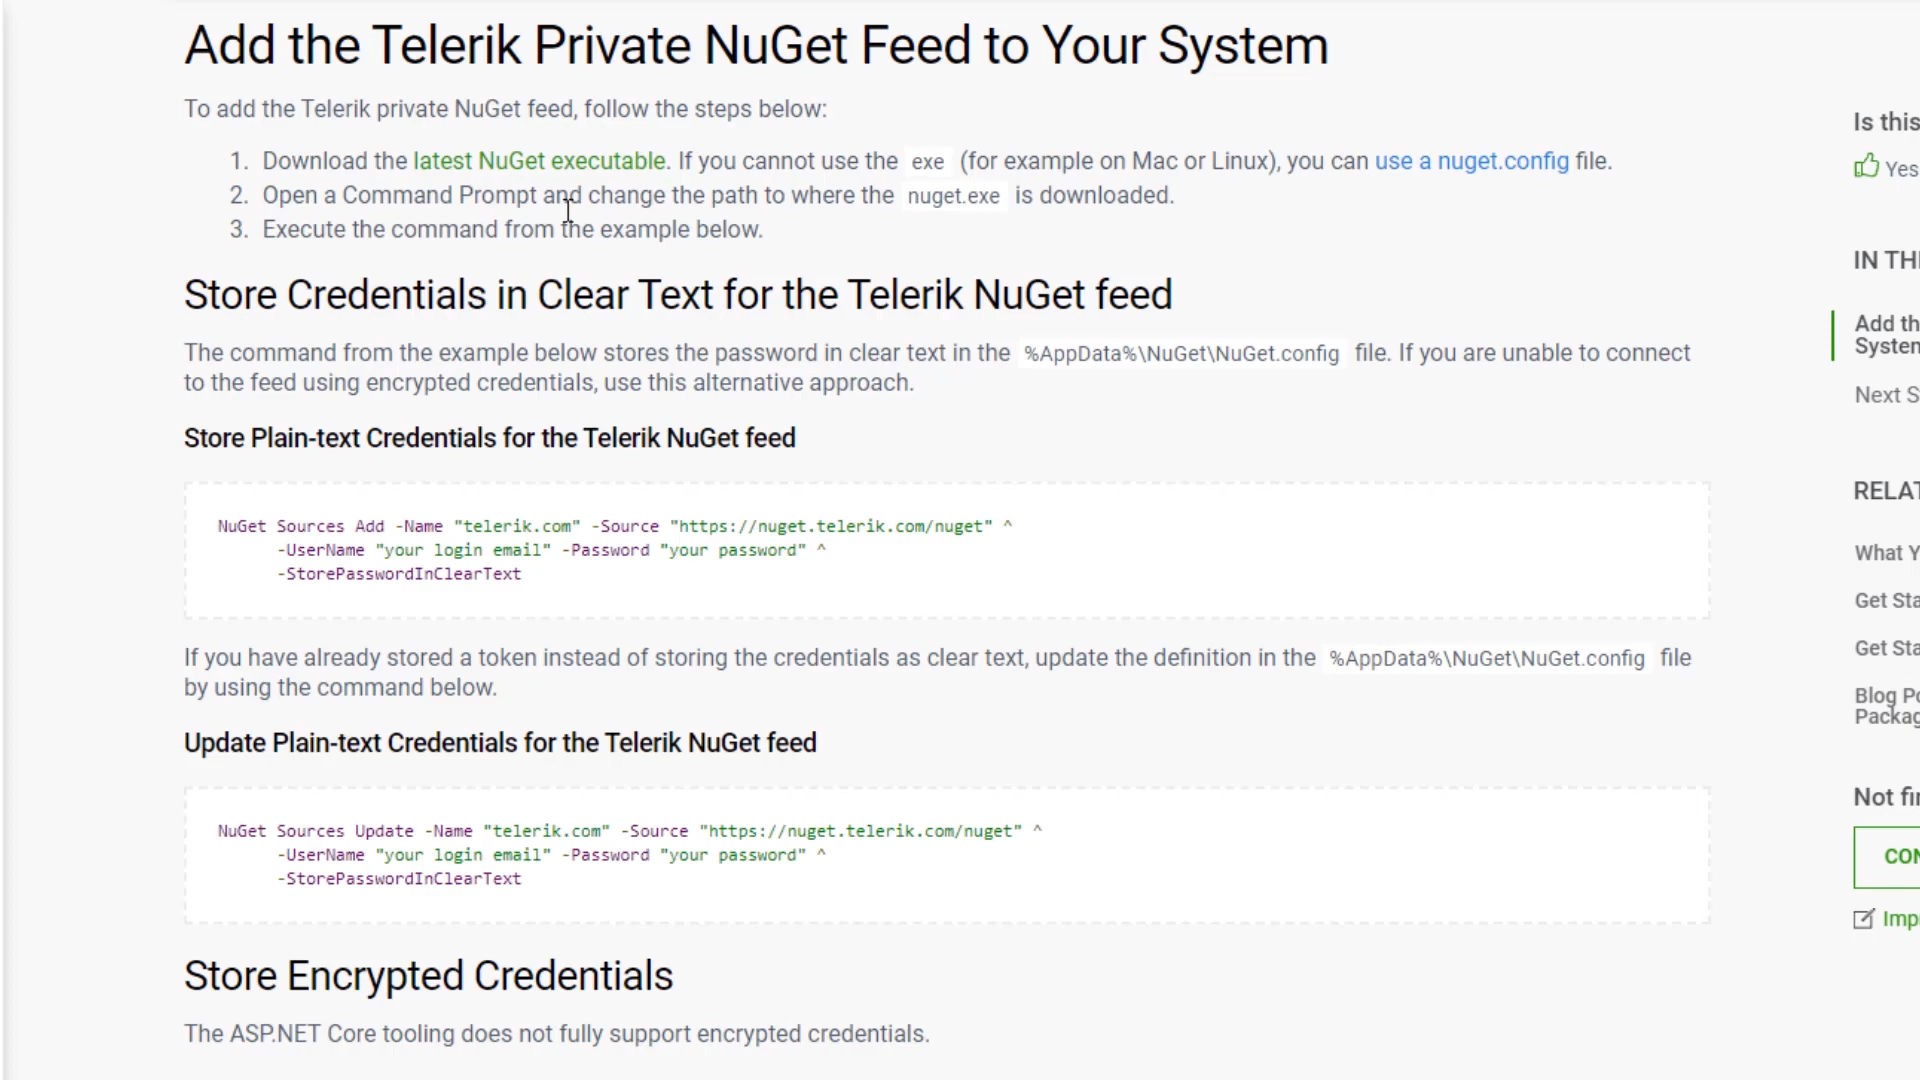 Add the Telerik Private NuGet Feed to Your System
To add the Telerik private NuGet feed, follow the steps below:
1. Download the latest NuGet executable. If you cannot use the exe (for example on Mac or Linux), you can use a nuget.config file.
2. Open a Command Prompt and change the path to where the nuget.exe is downloaded.
3. Execute the command from the example below.
Store Credentials in Clear Text for the Telerik NuGet feed
The command from the example below stores the password in clear text in the %AppData%\NuGet\NuGet.config file. If you are unable to connect
to the feed using encrypted credentials, use this alternative approach.
Store Plain-text Credentials for the Telerik NuGet feed
NuGet Sources Add -Name "telerik.com" -Source "https://nuget.telerik.com/nuget" ^
-UserName "your login email" -Password "your password" ^
-StorePasswordInClearText
If you have already stored a token instead of storing the credentials as clear text, update the definition in the %AppData%\NuGet\NuGet.config file
by using the command below.
Update Plain-text Credentials for the Telerik NuGet feed
NuGet Sources Update -Name "telerik.com" -Source "https://nuget.telerik.com/nuget" ^
-UserName "your login email" -Password "your password" ^
-StorePasswordInClearText
Store Encrypted Credentials
The ASP.NET Core tooling does not fully support encrypted credentials.
Is this
Yes
IN THI
Add th
System
Next S
RELAT
What Y
Get Sta
Get Sta
Blog Po
Packag
Not fin
CON
Impr